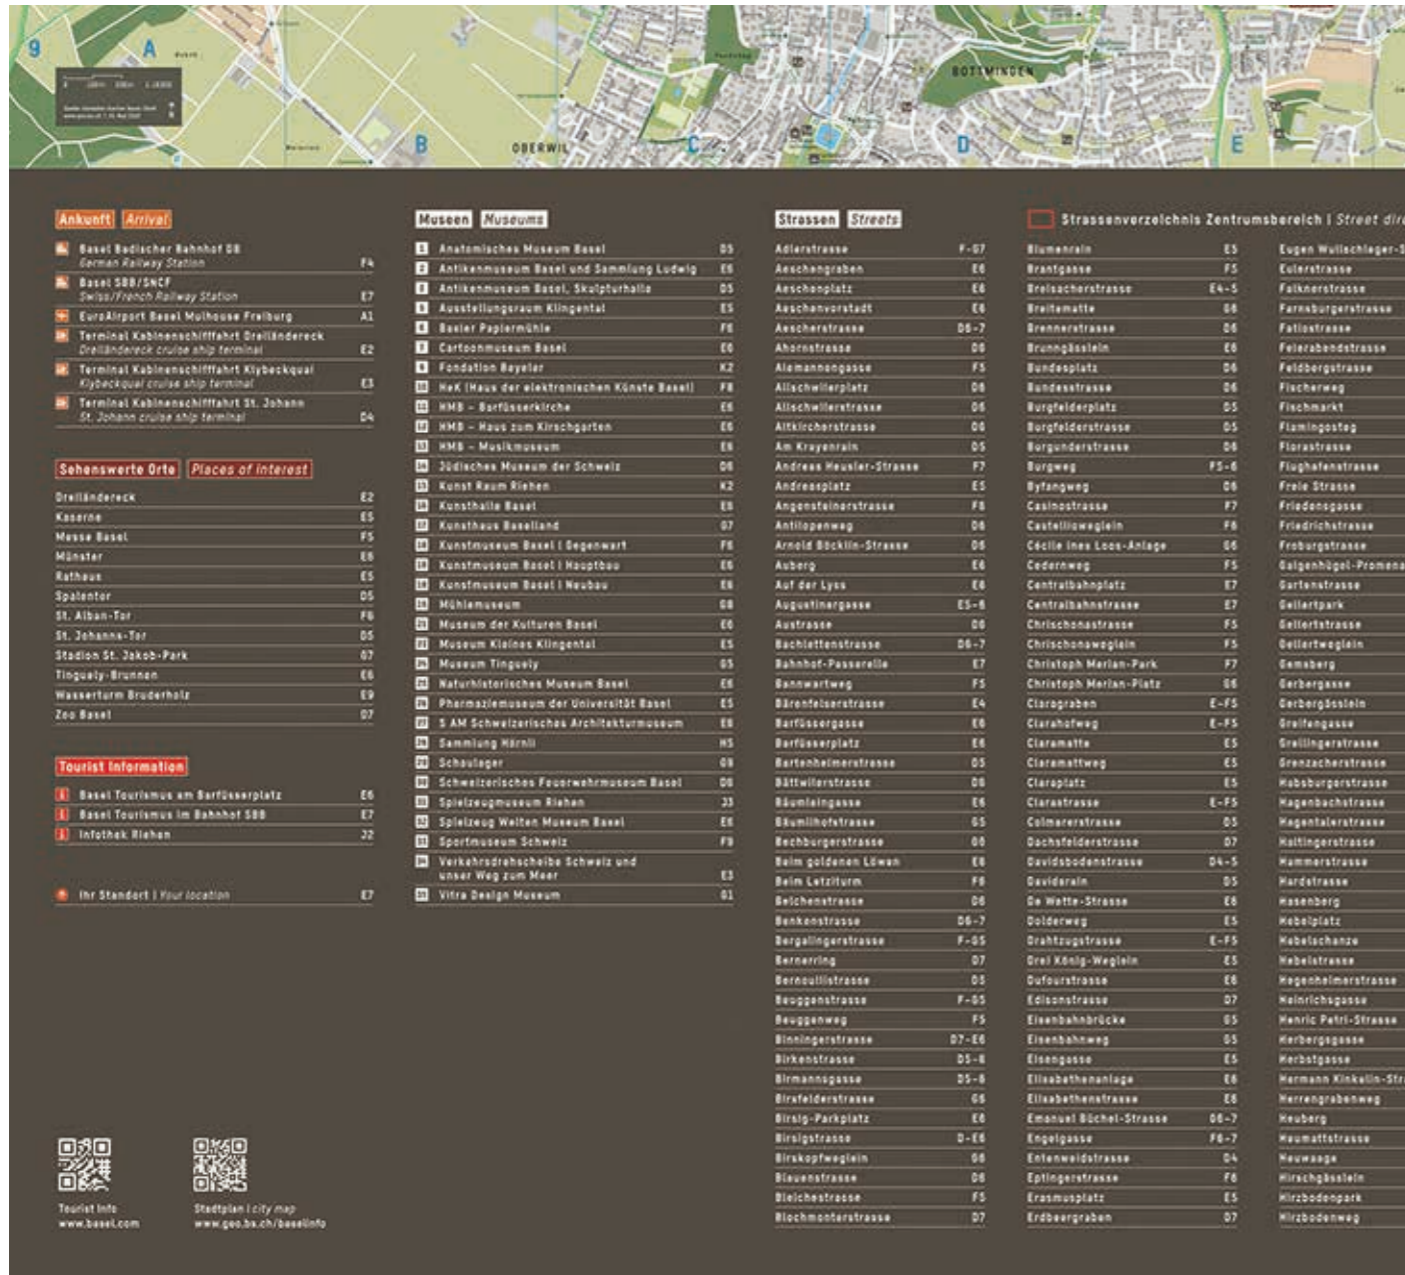 9
A
B
OBERWIL
C
BOTTMINGEN
D
E
Ankunft Arrival
Basel Badischer Bahnhof DB
German Railway Station F4
Basel SBB/SNCF
Swiss/French Railway Station E7
EuroAirport Basel Mulhouse Freiburg A1
Terminal Kabinenschifffahrt Dreiländereck
Dreiländereck cruise ship terminal E2
Terminal Kabinenschifffahrt Klybeckquai
Klybeckquai cruise ship terminal E3
Terminal Kabinenschifffahrt St. Johann
St. Johann cruise ship terminal D4
Sehenswerte Orte Places of interest
Dreiländereck E2
Kaserne E5
Messe Basel F5
Münster E6
Rathaus E5
Spalentor D5
St. Alban-Tor F6
St. Johanns-Tor D5
Stadion St. Jakob-Park G7
Tinguely-Brunnen E6
Wasserturm Bruderholz E9
Zoo Basel D7
Tourist Information
Basel Tourismus am Barfüsserplatz E6
Basel Tourismus im Bahnhof SBB E7
Infothek Riehen J2
Ihr Standort | Your location E7
Tourist Info
www.basel.com
Stadtplan | city map
www.geo.bs.ch/baselinfo
Museen Museums
Anatomisches Museum Basel D5
Antikenmuseum Basel und Sammlung Ludwig E6
Antikenmuseum Basel, Skulpturhalle D5
Ausstellungsraum Klingental E5
Basler Papiermühle F6
Cartoonmuseum Basel E6
Fondation Beyeler K2
HeK (Haus der elektronischen Künste Basel) F8
HMB – Barfüsserkirche E6
HMB – Haus zum Kirschgarten E6
HMB – Musikmuseum E6
Jüdisches Museum der Schweiz D6
Kunst Raum Riehen K2
Kunsthalle Basel E6
Kunsthaus Baselland G7
Kunstmuseum Basel | Gegenwart F6
Kunstmuseum Basel | Hauptbau E6
Kunstmuseum Basel | Neubau E6
Mühlemuseum G8
Museum der Kulturen Basel E6
Museum Kleines Klingental E5
Museum Tinguely G5
Naturhistorisches Museum Basel E6
Pharmaziemuseum der Universität Basel E5
S AM Schweizerisches Architekturmuseum E6
Sammlung Hörnli H5
Schaulager G9
Schweizerisches Feuerwehrmuseum Basel D6
Spielzeugmuseum Riehen J3
Spielzeug Welten Museum Basel E6
Sportmuseum Schweiz F9
Verkehrsdrehscheibe Schweiz und
unser Weg zum Meer E3
Vitra Design Museum G1
Strassen Streets
Adlerstrasse F-G7
Aeschengraben E6
Aeschenplatz E6
Aeschenvorstadt E6
Aescherstrasse D6-7
Ahornstrasse D6
Alemannengasse F5
Allschwilerplatz D6
Allschwilerstrasse D6
Altkircherstrasse D6
Am Krayenrain D5
Andreas Heusler-Strasse F7
Andreasplatz E5
Angensteinerstrasse F6
Antilopenweg D6
Arnold Böcklin-Strasse D6
Auberg E6
Auf der Lyss E6
Augustinergasse E5-6
Austrasse D6
Bachlettenstrasse D6-7
Bahnhof-Passerelle E7
Bannwartweg F5
Bärenfelserstrasse E4
Barfüssergasse E6
Barfüsserplatz E6
Bartenheimerstrasse D5
Bättwilerstrasse D6
Bäumleingasse E6
Bäumlihofstrasse G5
Bechburgerstrasse G6
Beim goldenen Löwen E6
Beim Letziturm F6
Belchenstrasse D6
Benkenstrasse D6-7
Bergalingerstrasse F-G5
Bernerring D7
Bernoullistrasse D5
Beuggenstrasse F-G5
Beuggenweg F5
Binningerstrasse D7-E6
Birkenstrasse D5-6
Birmannsgasse D5-6
Birsfelderstrasse G6
Birsig-Parkplatz E6
Birsigstrasse D-E6
Birskopfweglein G6
Blauenstrasse D6
Bleichestrasse F5
Blochmonterstrasse D7
Strassenverzeichnis Zentrumsbereich | Street dire
Blumenrain E5
Brantgasse F5
Breisacherstrasse E4-5
Breitematte G6
Brennerstrasse D6
Brunngässlein E6
Bundesplatz D6
Bundesstrasse D6
Burgfelderplatz D5
Burgfelderstrasse D5
Burgunderstrasse D6
Burgweg F5-6
Byfangweg D6
Casinostrasse F7
Castellioweglein F6
Cécile Ines Loos-Anlage G6
Cedernweg F5
Centralbahnplatz E7
Centralbahnstrasse E7
Chrischonastrasse F5
Chrischonaweglein F5
Christoph Merian-Park F7
Christoph Merian-Platz G6
Claragraben E-F5
Clarahofweg E-F5
Claramatte E5
Claramattweg E5
Claraplatz E5
Clarastrasse E-F5
Colmarerstrasse D5
Dachsfelderstrasse D7
Davidsbodenstrasse D4-5
Davidsrain D5
De Wette-Strasse E6
Dolderweg E5
Drahtzugstrasse E-F5
Drei König-Weglein E5
Dufourstrasse E6
Edisonstrasse D7
Eisenbahnbrücke G5
Eisenbahnweg G5
Eisengasse E5
Elisabethenanlage E6
Elisabethenstrasse E6
Emanuel Büchel-Strasse G6-7
Engelgasse F6-7
Entenweidstrasse D4
Eptingerstrasse F6
Erasmusplatz E5
Erdbeergraben D7
Eugen Wullschleger-S
Eulerstrasse
Falknerstrasse
Farnsburgerstrasse
Fatiostrasse
Feierabendstrasse
Feldbergstrasse
Fischerweg
Fischmarkt
Flamingosteg
Florastrasse
Flughafenstrasse
Freie Strasse
Friedensgasse
Friedrichstrasse
Froburgstrasse
Galgenhügel-Promena
Gartenstrasse
Gellertpark
Gellertstrasse
Gellertweglein
Gemsberg
Gerbergasse
Gerbergässlein
Greifengasse
Grellingerstrasse
Grenzacherstrasse
Habsburgerstrasse
Hagenbachstrasse
Hagentalerstrasse
Haltingerstrasse
Hammerstrasse
Hardstrasse
Hasenberg
Hebelplatz
Hebelschanze
Hebelstrasse
Hegenheimerstrasse
Heinrichsgasse
Henric Petri-Strasse
Herbergsgasse
Herbstgasse
Hermann Kinkelin-Stra
Herrengrabenweg
Heuberg
Heumattstrasse
Heuwaage
Hirschgässlein
Hirzbodenpark
Hirzbodenweg